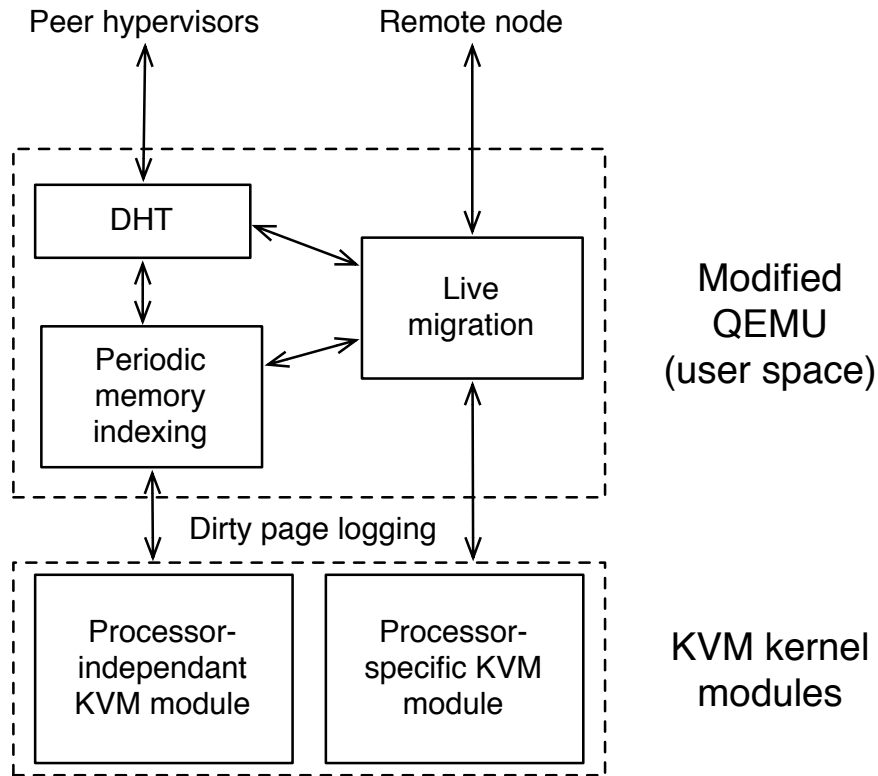 Peer hypervisors
Remote node
DHT
Live
migration
Periodic
memory
indexing
Modified
QEMU
(user space)
Dirty page logging
Processor-
independant
KVM module
Processor-
specific KVM
module
KVM kernel
modules